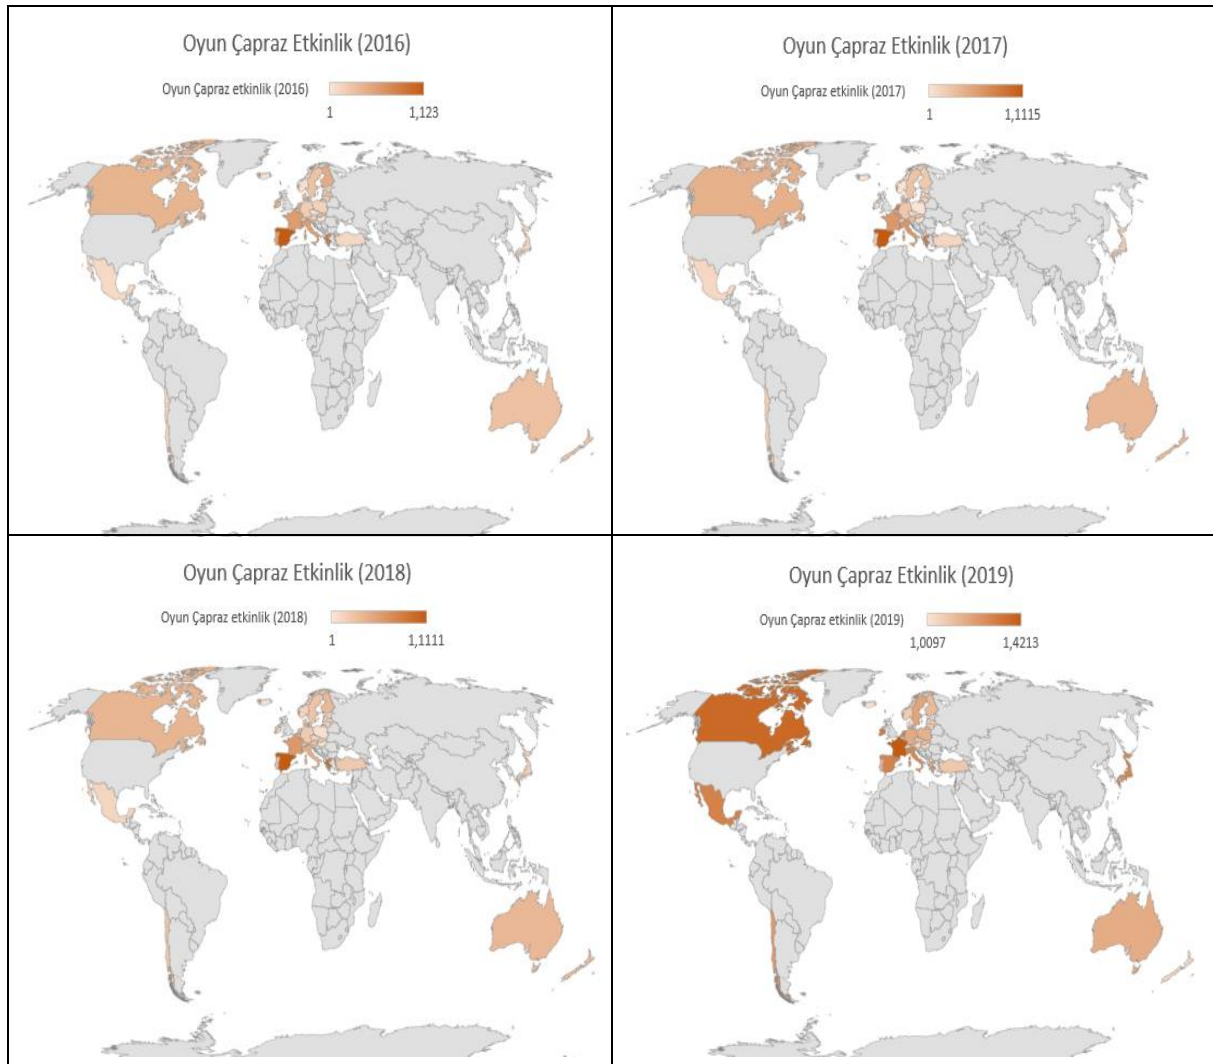 Oyun Çapraz Etkinlik (2016)
Oyun Çapraz etkinlik (2016)
1 1,123
Oyun Çapraz Etkinlik (2017)
Oyun Çapraz etkinlik (2017)
1 1,1115
Oyun Çapraz Etkinlik (2018)
Oyun Çapraz etkinlik (2018)
1 1,1111
Oyun Çapraz Etkinlik (2019)
Oyun Çapraz etkinlik (2019)
1,0097 1,4213